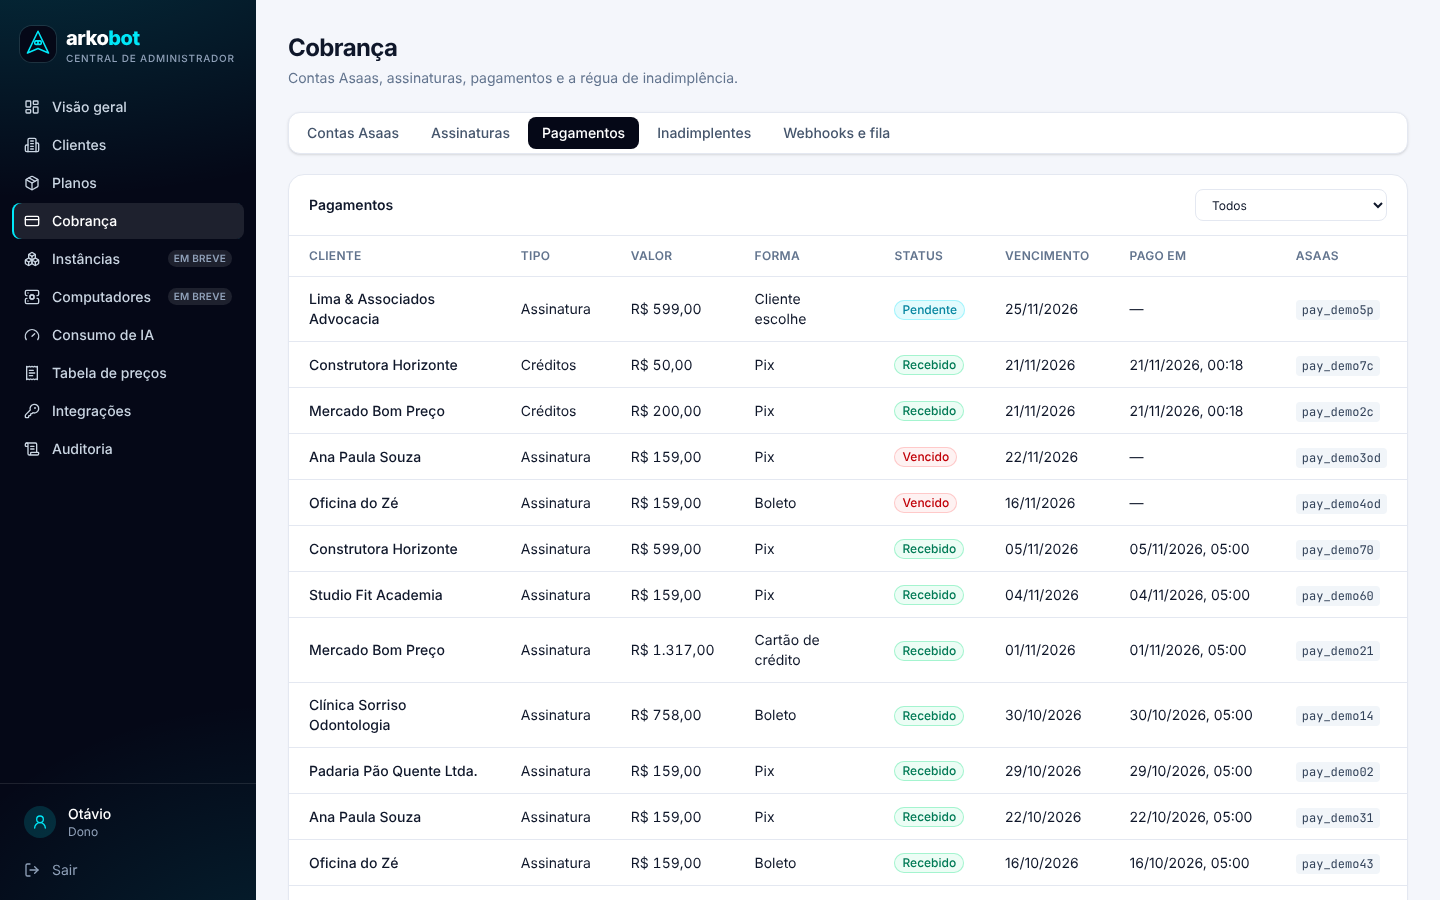 arkobot
CENTRAL DE ADMINISTRADOR
Visão geral
Clientes
Planos
Cobrança
Instâncias EM BREVE
Computadores EM BREVE
Consumo de IA
Tabela de preços
Integrações
Auditoria
Otávio
Dono
Sair
Cobrança
Contas Asaas, assinaturas, pagamentos e a régua de inadimplência.
Contas Asaas Assinaturas Pagamentos Inadimplentes Webhooks e fila
Pagamentos Todos
CLIENTE TIPO VALOR FORMA STATUS VENCIMENTO PAGO EM ASAAS
Lima & Associados Advocacia Assinatura R$ 599,00 Cliente escolhe Pendente 25/11/2026 — pay_demo5p
Construtora Horizonte Créditos R$ 50,00 Pix Recebido 21/11/2026 21/11/2026, 00:18 pay_demo7c
Mercado Bom Preço Créditos R$ 200,00 Pix Recebido 21/11/2026 21/11/2026, 00:18 pay_demo2c
Ana Paula Souza Assinatura R$ 159,00 Pix Vencido 22/11/2026 — pay_demo3od
Oficina do Zé Assinatura R$ 159,00 Boleto Vencido 16/11/2026 — pay_demo4od
Construtora Horizonte Assinatura R$ 599,00 Pix Recebido 05/11/2026 05/11/2026, 05:00 pay_demo70
Studio Fit Academia Assinatura R$ 159,00 Pix Recebido 04/11/2026 04/11/2026, 05:00 pay_demo60
Mercado Bom Preço Assinatura R$ 1.317,00 Cartão de crédito Recebido 01/11/2026 01/11/2026, 05:00 pay_demo21
Clínica Sorriso Odontologia Assinatura R$ 758,00 Boleto Recebido 30/10/2026 30/10/2026, 05:00 pay_demo14
Padaria Pão Quente Ltda. Assinatura R$ 159,00 Pix Recebido 29/10/2026 29/10/2026, 05:00 pay_demo02
Ana Paula Souza Assinatura R$ 159,00 Pix Recebido 22/10/2026 22/10/2026, 05:00 pay_demo31
Oficina do Zé Assinatura R$ 159,00 Boleto Recebido 16/10/2026 16/10/2026, 05:00 pay_demo43